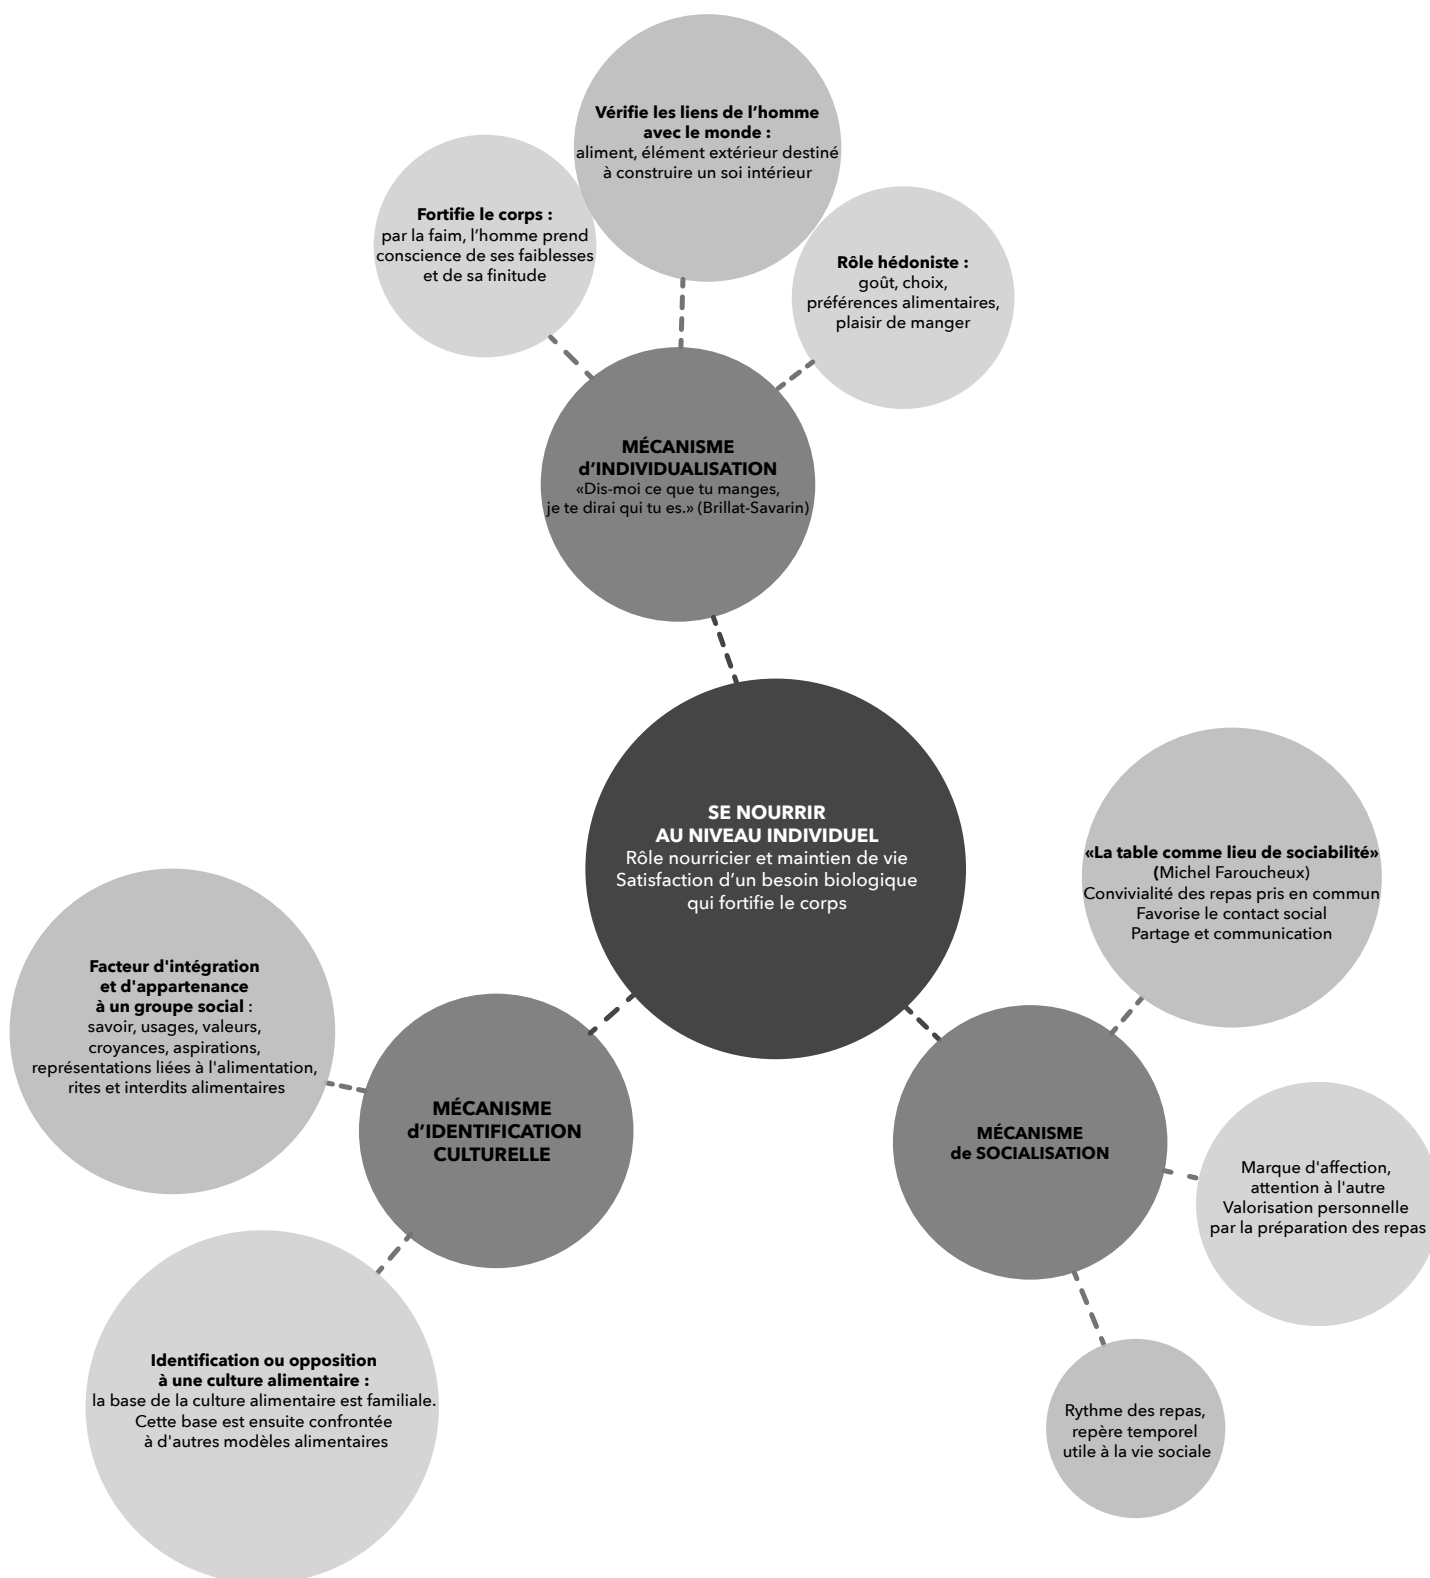 Vérifie les liens de l'homme
avec le monde :
aliment, élément extérieur destiné
à construire un soi intérieur
Fortifie le corps :
par la faim, l'homme prend
conscience de ses faiblesses
et de sa finitude
Rôle hédoniste :
goût, choix,
préférences alimentaires,
plaisir de manger
MÉCANISME
d'INDIVIDUALISATION
«Dis-moi ce que tu manges,
je te dirai qui tu es.» (Brillat-Savarin)
SE NOURRIR
AU NIVEAU INDIVIDUEL
Rôle nourricier et maintien de vie
Satisfaction d'un besoin biologique
qui fortifie le corps
«La table comme lieu de sociabilité»
(Michel Faroucheux)
Convivialité des repas pris en commun
Favorise le contact social
Partage et communication
Facteur d'intégration
et d'appartenance
à un groupe social :
savoir, usages, valeurs,
croyances, aspirations,
représentations liées à l'alimentation,
rites et interdits alimentaires
MÉCANISME
d'IDENTIFICATION
CULTURELLE
MÉCANISME
de SOCIALISATION
Marque d'affection,
attention à l'autre
Valorisation personnelle
par la préparation des repas
Identification ou opposition
à une culture alimentaire :
la base de la culture alimentaire est familiale.
Cette base est ensuite confrontée
à d'autres modèles alimentaires
Rythme des repas,
repère temporel
utile à la vie sociale